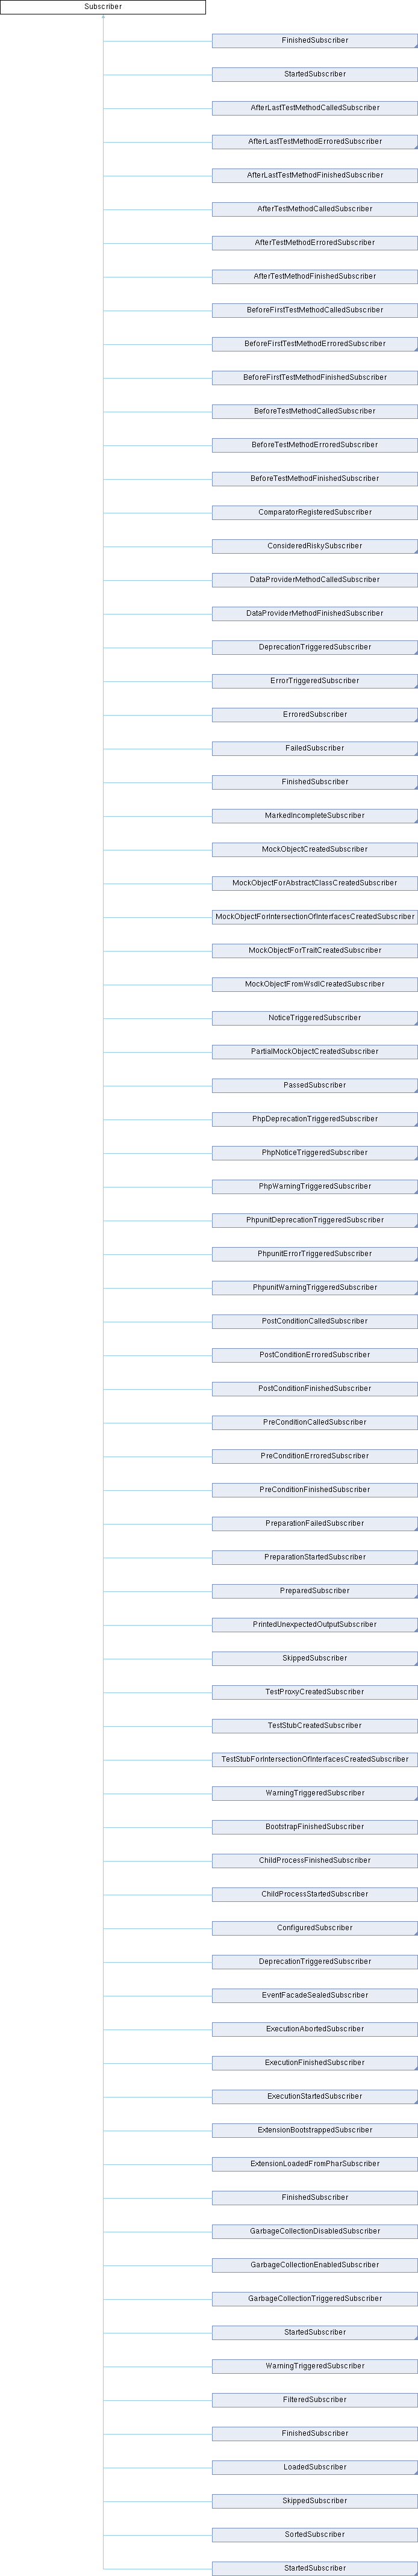 Subscriber
FinishedSubscriber
StartedSubscriber
AfterLastTestMethodCalledSubscriber
AfterLastTestMethodErroredSubscriber
AfterLastTestMethodFinishedSubscriber
AfterTestMethodCalledSubscriber
AfterTestMethodErroredSubscriber
AfterTestMethodFinishedSubscriber
BeforeFirstTestMethodCalledSubscriber
BeforeFirstTestMethodErroredSubscriber
BeforeFirstTestMethodFinishedSubscriber
BeforeTestMethodCalledSubscriber
BeforeTestMethodErroredSubscriber
BeforeTestMethodFinishedSubscriber
ComparatorRegisteredSubscriber
ConsideredRiskySubscriber
DataProviderMethodCalledSubscriber
DataProviderMethodFinishedSubscriber
DeprecationTriggeredSubscriber
ErrorTriggeredSubscriber
ErroredSubscriber
FailedSubscriber
FinishedSubscriber
MarkedIncompleteSubscriber
MockObjectCreatedSubscriber
MockObjectForAbstractClassCreatedSubscriber
MockObjectForIntersectionOfInterfacesCreatedSubscriber
MockObjectForTraitCreatedSubscriber
MockObjectFromWsdlCreatedSubscriber
NoticeTriggeredSubscriber
PartialMockObjectCreatedSubscriber
PassedSubscriber
PhpDeprecationTriggeredSubscriber
PhpNoticeTriggeredSubscriber
PhpWarningTriggeredSubscriber
PhpunitDeprecationTriggeredSubscriber
PhpunitErrorTriggeredSubscriber
PhpunitWarningTriggeredSubscriber
PostConditionCalledSubscriber
PostConditionErroredSubscriber
PostConditionFinishedSubscriber
PreConditionCalledSubscriber
PreConditionErroredSubscriber
PreConditionFinishedSubscriber
PreparationFailedSubscriber
PreparationStartedSubscriber
PreparedSubscriber
PrintedUnexpectedOutputSubscriber
SkippedSubscriber
TestProxyCreatedSubscriber
TestStubCreatedSubscriber
TestStubForIntersectionOfInterfacesCreatedSubscriber
WarningTriggeredSubscriber
BootstrapFinishedSubscriber
ChildProcessFinishedSubscriber
ChildProcessStartedSubscriber
ConfiguredSubscriber
DeprecationTriggeredSubscriber
EventFacadeSealedSubscriber
ExecutionAbortedSubscriber
ExecutionFinishedSubscriber
ExecutionStartedSubscriber
ExtensionBootstrappedSubscriber
ExtensionLoadedFromPharSubscriber
FinishedSubscriber
GarbageCollectionDisabledSubscriber
GarbageCollectionEnabledSubscriber
GarbageCollectionTriggeredSubscriber
StartedSubscriber
WarningTriggeredSubscriber
FilteredSubscriber
FinishedSubscriber
LoadedSubscriber
SkippedSubscriber
SortedSubscriber
StartedSubscriber